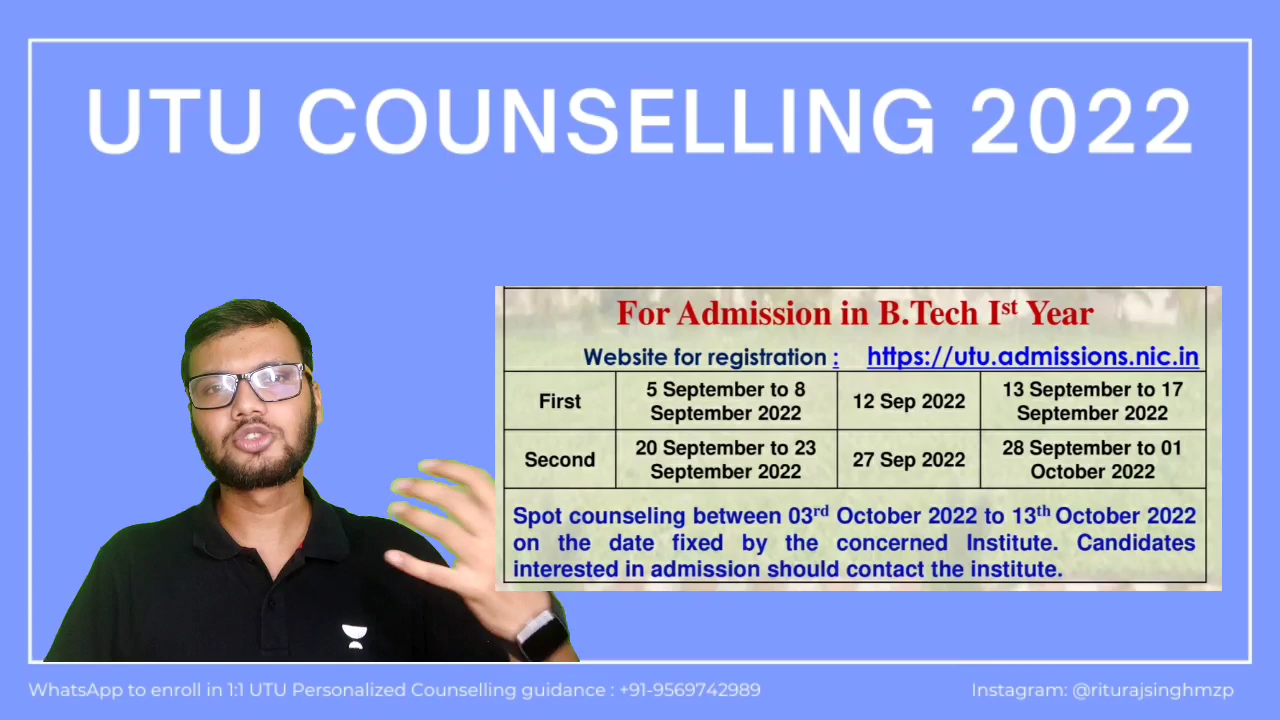 UTU COUNSELLING 2022
For Admission in B.Tech Ist Year
Website for registration : https://utu.admissions.nic.in
First
5 September to 8
September 2022
12 Sep 2022
13 September to 17
September 2022
Second
20 September to 23
September 2022
27 Sep 2022
28 September to 01
October 2022
Spot counseling between 03rd October 2022 to 13th October 2022
on the date fixed by the concerned Institute. Candidates
interested in admission should contact the institute.
WhatsApp to enroll in 1:1 UTU Personalized Counselling guidance : +91-9569742989
Instagram: @riturajsinghmzp